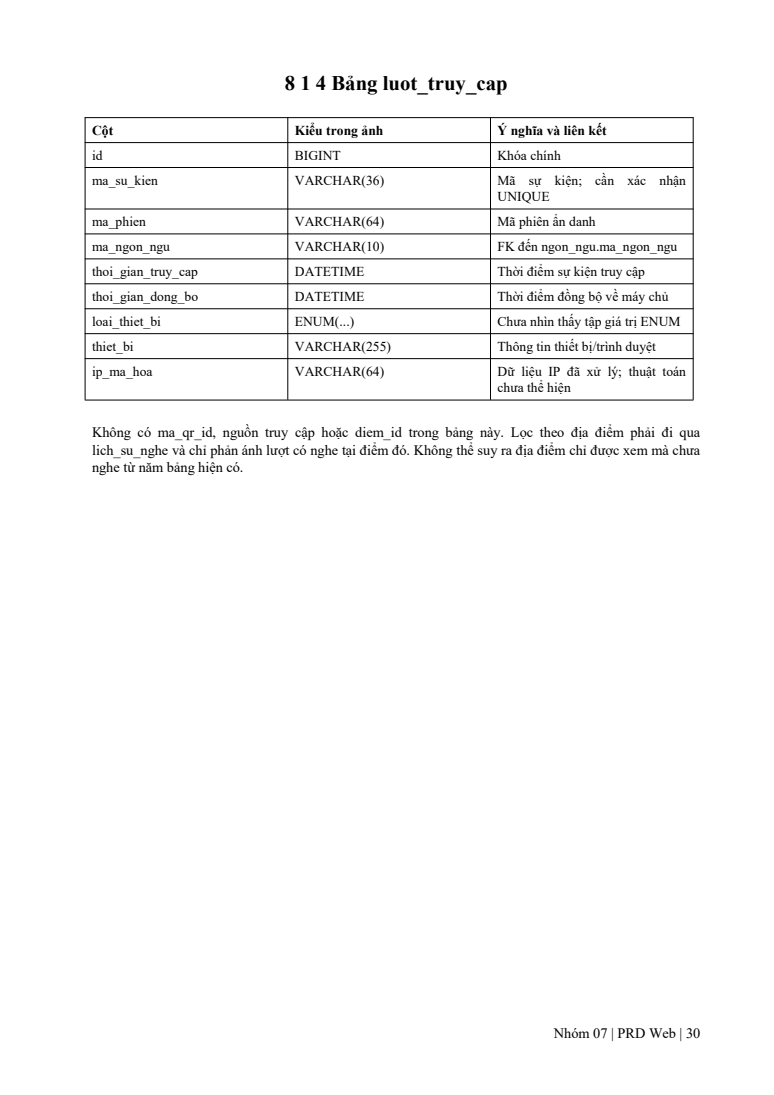 8 1 4 Bảng luot_truy_cap
Cột Kiểu trong ảnh Ý nghĩa và liên kết
id BIGINT Khóa chính
ma_su_kien VARCHAR(36) Mã sự kiện; cần xác nhận
UNIQUE
ma_phien VARCHAR(64) Mã phiên ẩn danh
ma_ngon_ngu VARCHAR(10) FK đến ngon_ngu.ma_ngon_ngu
thoi_gian_truy_cap DATETIME Thời điểm sự kiện truy cập
thoi_gian_dong_bo DATETIME Thời điểm đồng bộ về máy chủ
loai_thiet_bi ENUM(...) Chưa nhìn thấy tập giá trị ENUM
thiet_bi VARCHAR(255) Thông tin thiết bị/trình duyệt
ip_ma_hoa VARCHAR(64) Dữ liệu IP đã xử lý; thuật toán
chưa thể hiện
Không có ma_qr_id, nguồn truy cập hoặc diem_id trong bảng này. Lọc theo địa điểm phải đi qua
lich_su_nghe và chỉ phản ánh lượt có nghe tại điểm đó. Không thể suy ra địa điểm chỉ được xem mà chưa
nghe từ năm bảng hiện có.
Nhóm 07 | PRD Web | 30